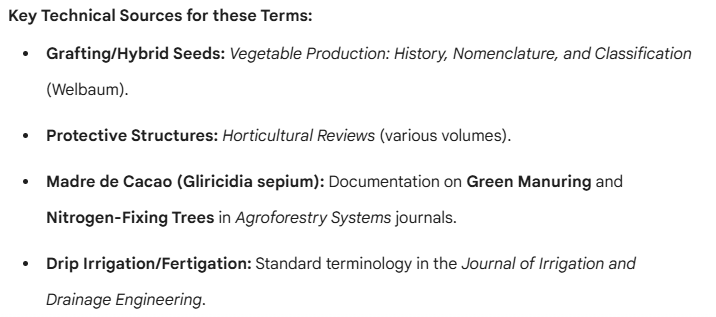 Key Technical Sources for these Terms:
• Grafting/Hybrid Seeds: Vegetable Production: History, Nomenclature, and Classification
(Welbaum).
• Protective Structures: Horticultural Reviews (various volumes).
• Madre de Cacao (Gliricidia sepium): Documentation on Green Manuring and
Nitrogen-Fixing Trees in Agroforestry Systems journals.
• Drip Irrigation/Fertigation: Standard terminology in the Journal of Irrigation and
Drainage Engineering.